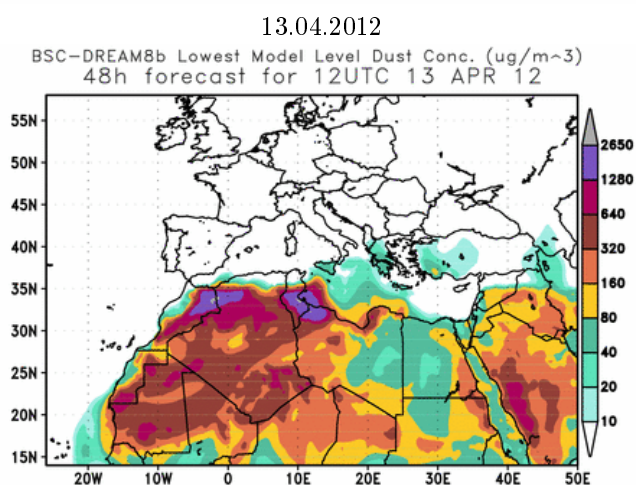 13.04.2012
BSC-DREAM8b Lowest Model Level Dust Conc. (ug/m^3)
48h forecast for 12UTC 13 APR 12
55N
50N
45N
40N
35N
30N
25N
20N
15N
20W
10W
0
10E
20E
30E
40E
50E
2650
1280
640
320
160
80
40
20
10